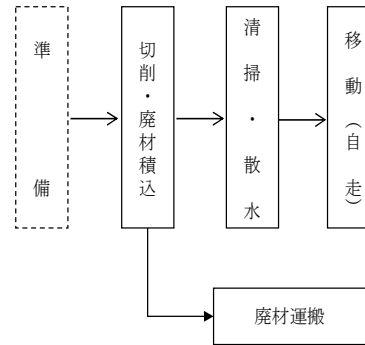 準備
切削・廃材積込
清掃・散水
移動(自走)
廃材運搬